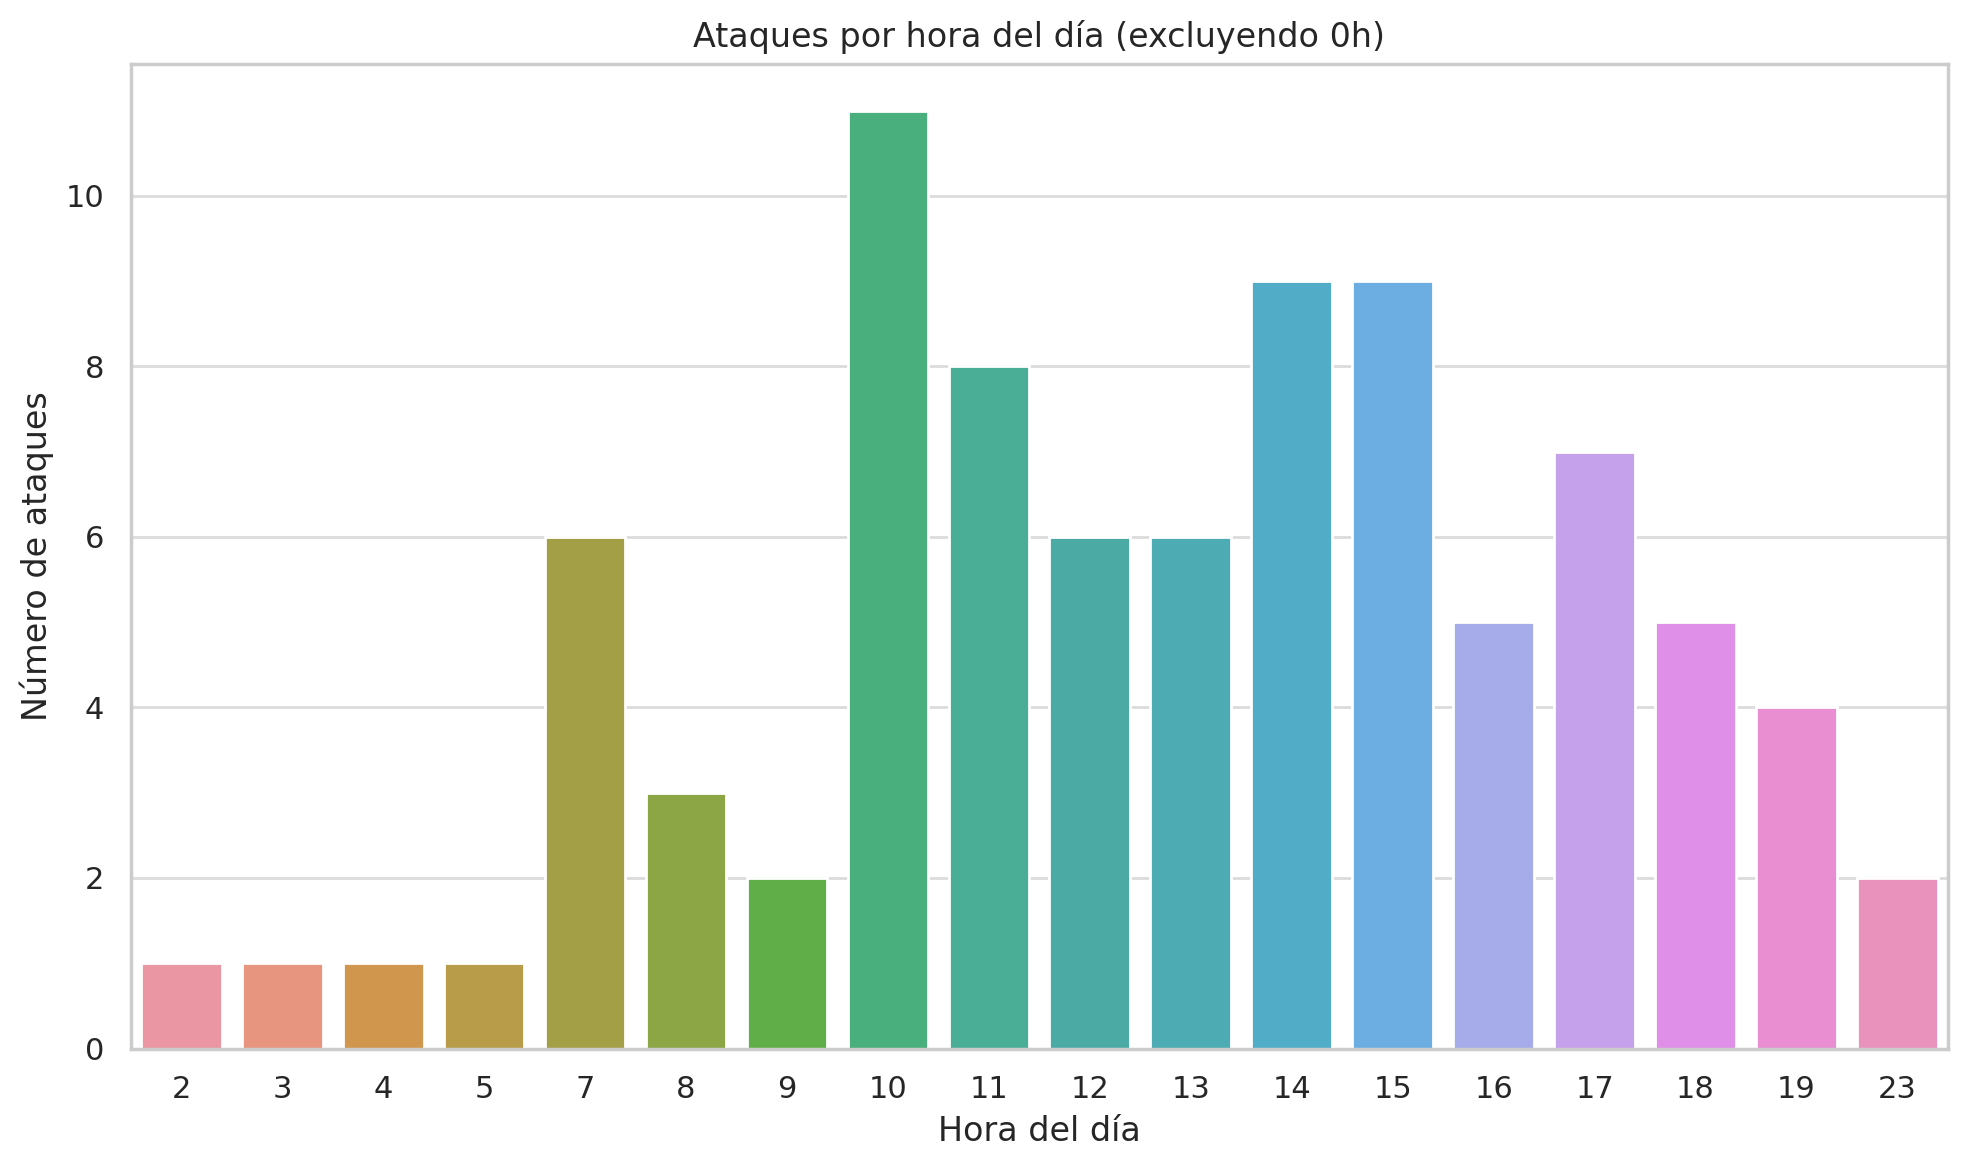 Ataques por hora del día (excluyendo 0h)
Número de ataques
10
8
6
4
2
0
2 3 4 5 7 8 9 10 11 12 13 14 15 16 17 18 19 23
Hora del día